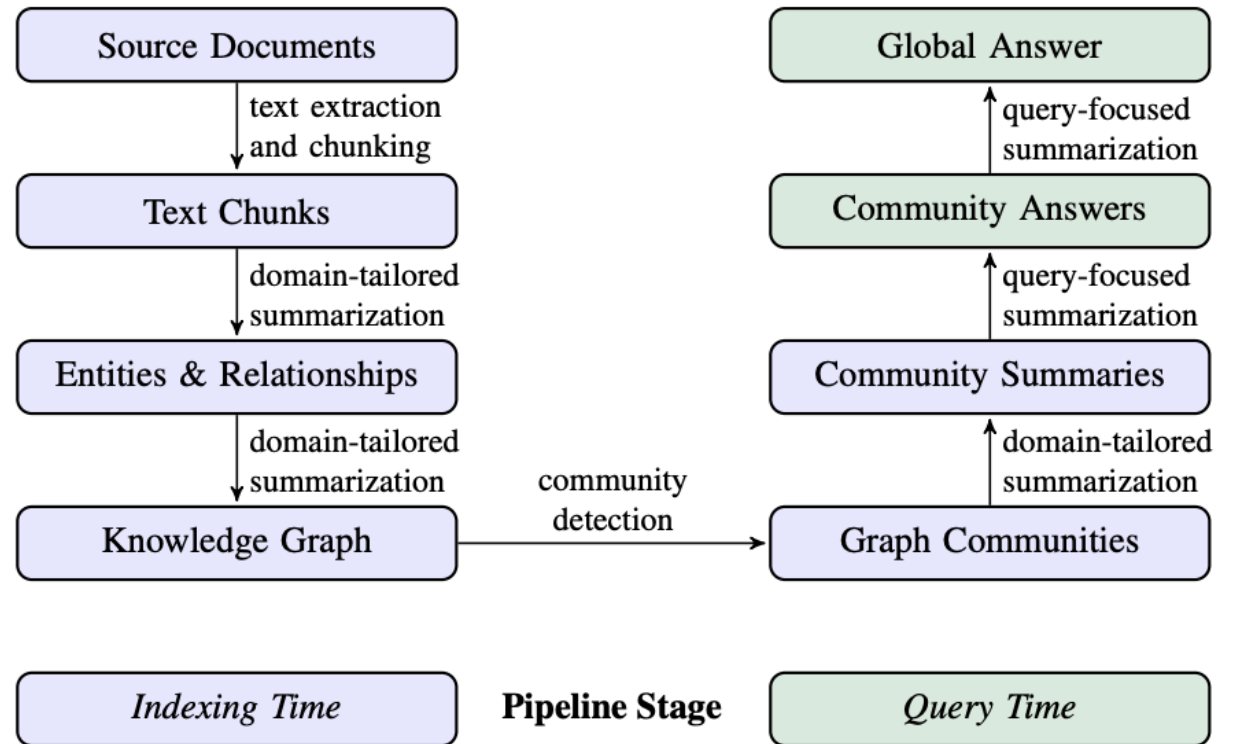 Source Documents
text extraction
and chunking
Text Chunks
domain-tailored
summarization
Entities & Relationships
domain-tailored
summarization
Knowledge Graph
community
detection
Graph Communities
domain-tailored
summarization
Community Summaries
query-focused
summarization
Community Answers
query-focused
summarization
Global Answer
Indexing Time
Pipeline Stage
Query Time